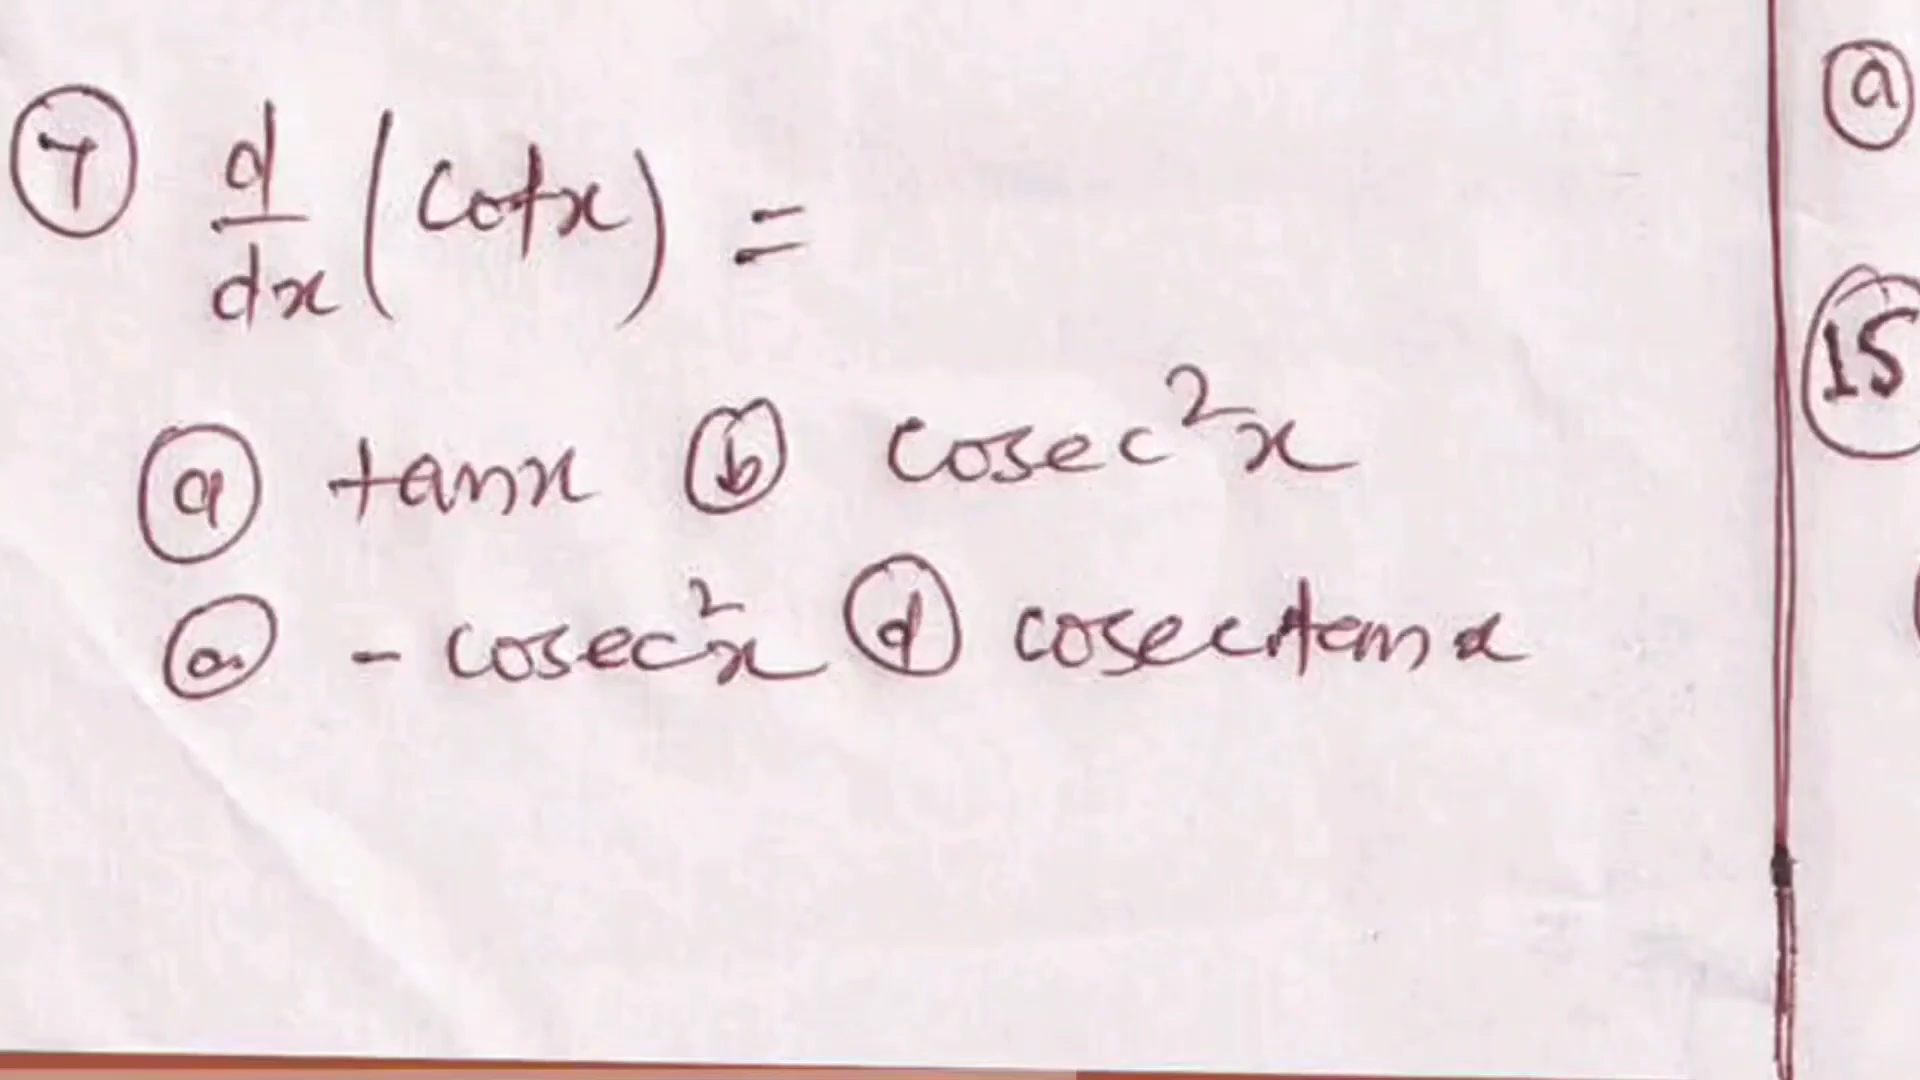 ⑦ d/dx (cotx) =
ⓐ tanx ⓑ cosec²x
ⓐ - cosec²x ⓓ cosectanx
ⓐ
⑮